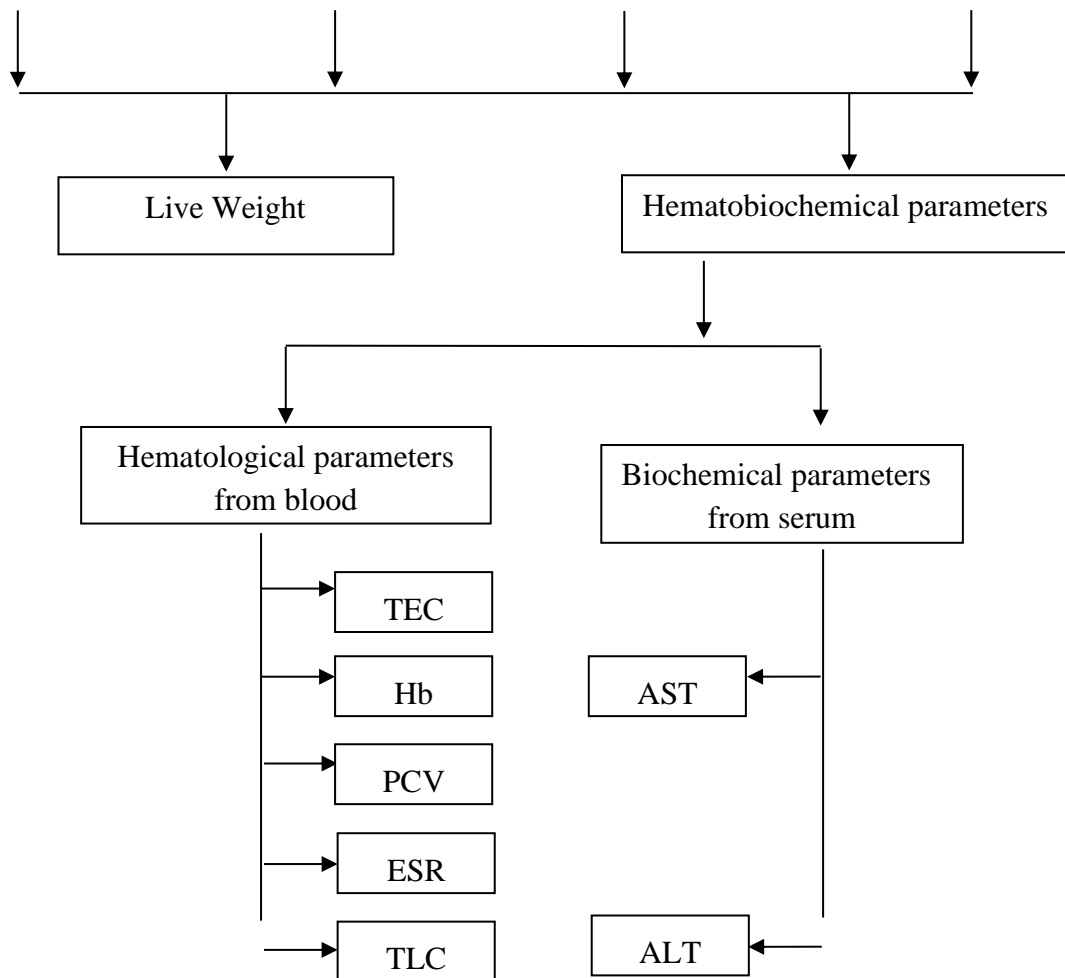 Live Weight
Hematobiochemical parameters
Hematological parameters
from blood
Biochemical parameters
from serum
TEC
Hb
PCV
ESR
TLC
AST
ALT